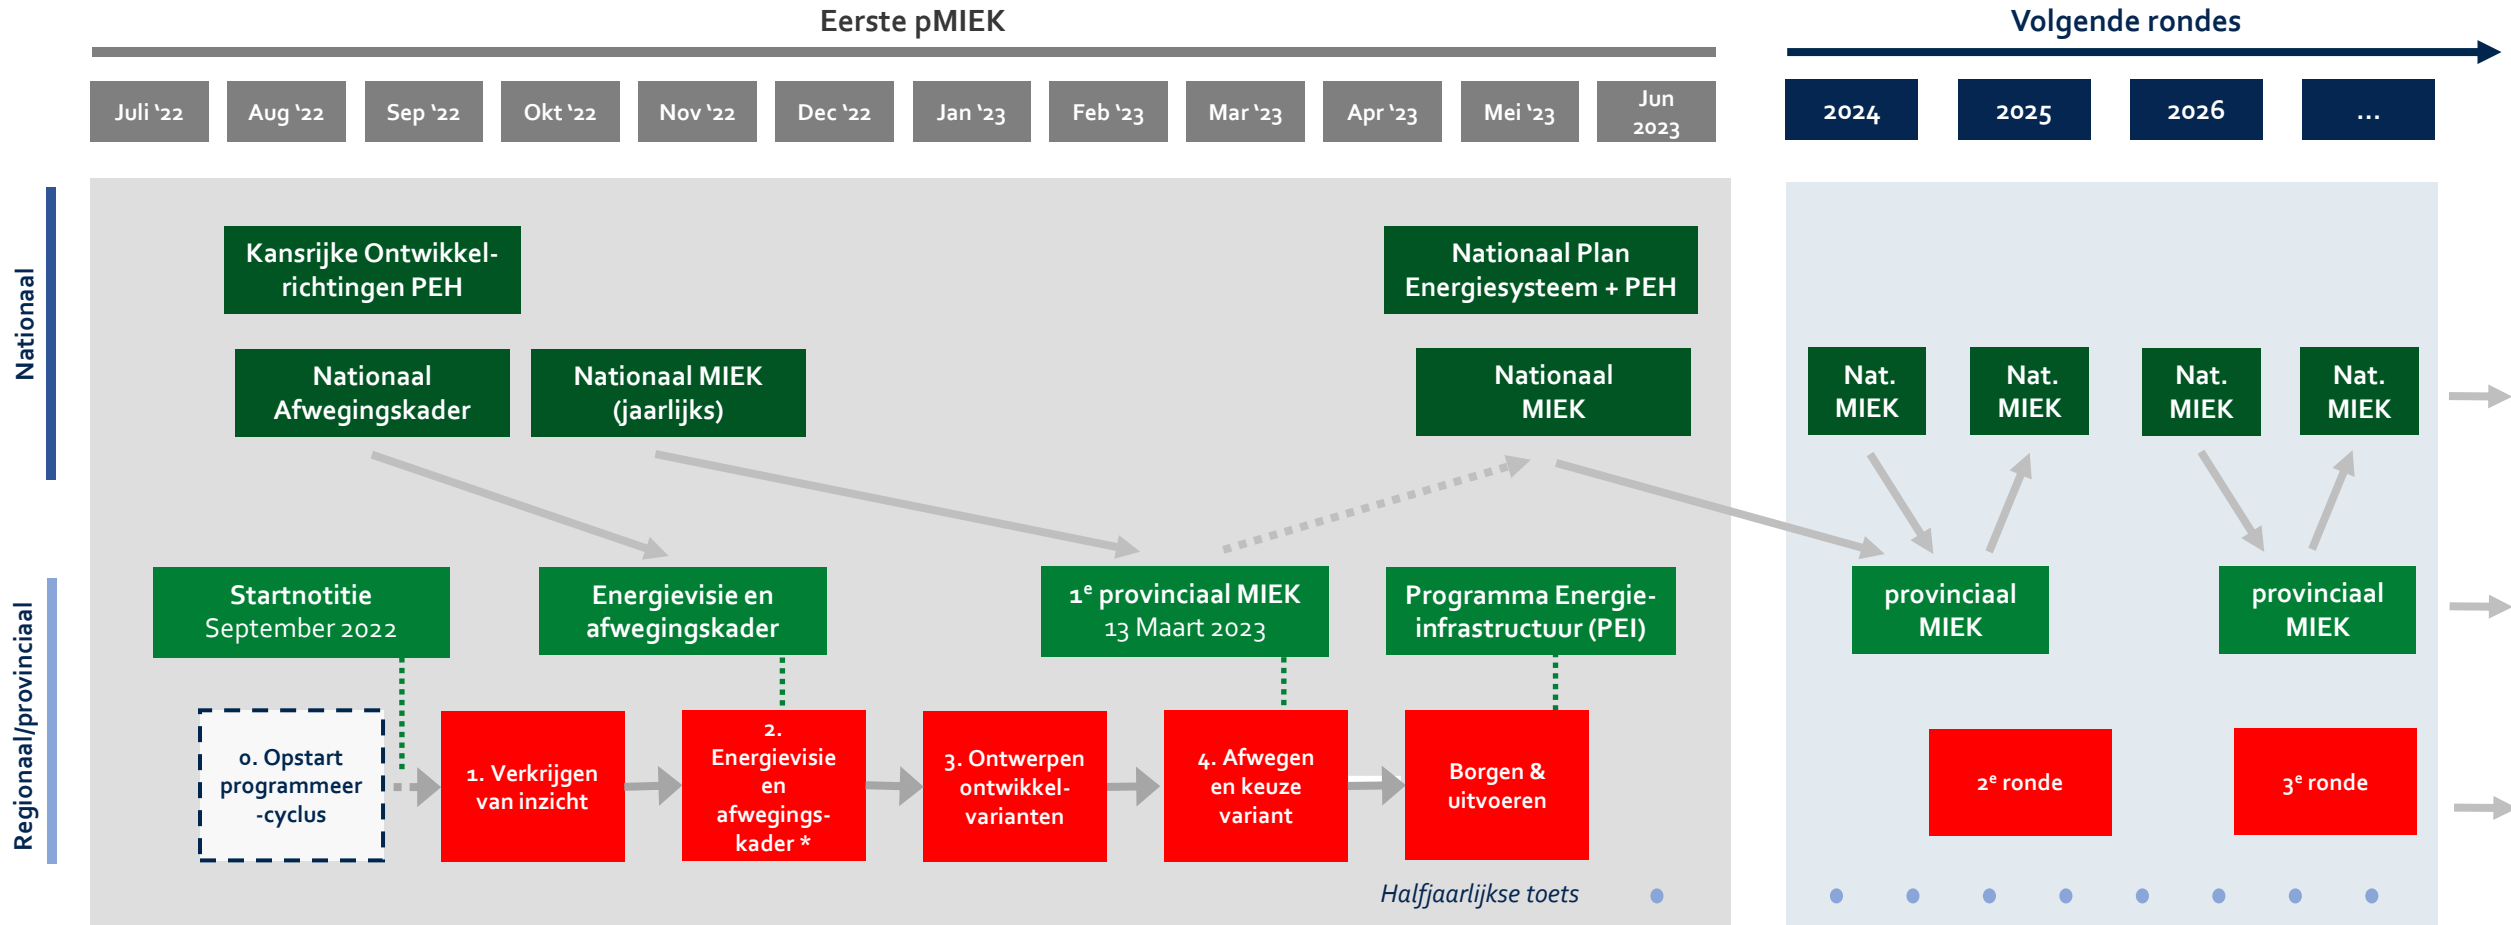 Eerste pMIEK
Volgende rondes
Juli ‘22
Aug ‘22
Sep ‘22
Okt ‘22
Nov ‘22
Dec ‘22
Jan ‘23
Feb ‘23
Mar ‘23
Apr ‘23
Mei ‘23
Jun
2023
2024
2025
2026
...
Nationaal
Kansrijke Ontwikkel-
richtingen PEH
Nationaal Plan
Energiesysteem + PEH
Nationaal
Afwegingskader
Nationaal MIEK
(jaarlijks)
Nationaal
MIEK
Nat.
MIEK
Nat.
MIEK
Nat.
MIEK
Nat.
MIEK
Regionaal/provinciaal
Startnotitie
September 2022
Energievisie en
afwegingskader
1e provinciaal MIEK
13 Maart 2023
Programma Energie-
infrastructuur (PEI)
provinciaal
MIEK
provinciaal
MIEK
0. Opstart
programmeer
-cyclus
1. Verkrijgen
van inzicht
2.
Energievisie
en
afwegings-
kader *
3. Ontwerpen
ontwikkel-
varianten
4. Afwegen
en keuze
variant
Borgen &
uitvoeren
2e ronde
3e ronde
Halfjaarlijkse toets